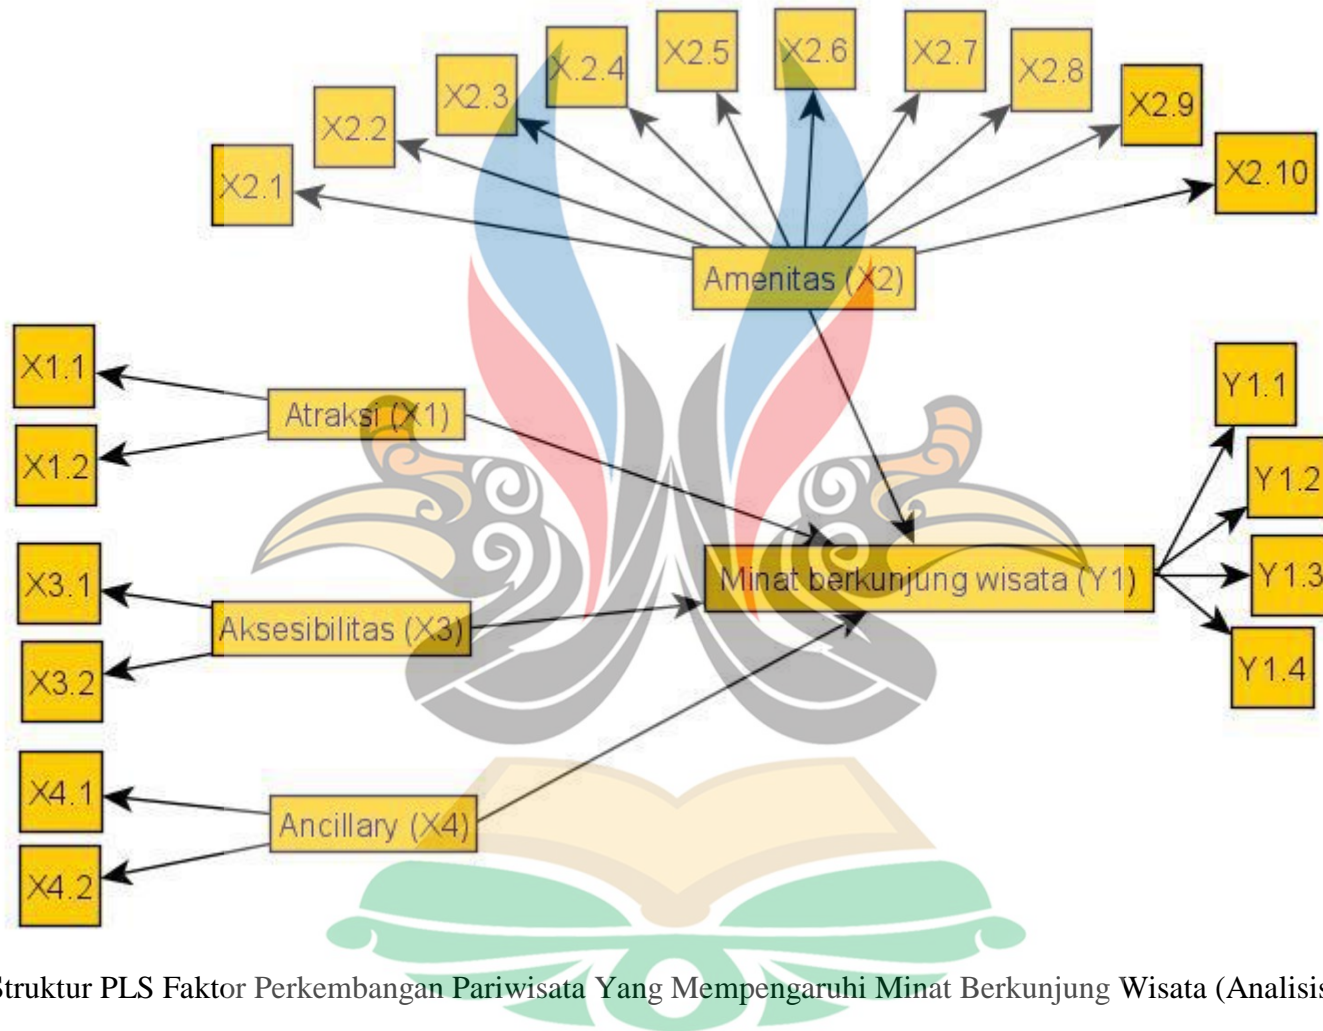 X2.1
X2.2
X2.3
X.2.4
X2.5
X2.6
X2.7
X2.8
X2.9
X2.10
Amenitas (X2)
X1.1
X1.2
Atraksi (X1)
X3.1
X3.2
Aksesibilitas (X3)
X4.1
X4.2
Ancillary (X4)
Minat berkunjung wisata (Y1)
Y1.1
Y1.2
Y1.3
Y1.4
Struktur PLS Faktor Perkembangan Pariwisata Yang Mempengaruhi Minat Berkunjung Wisata (Analisis